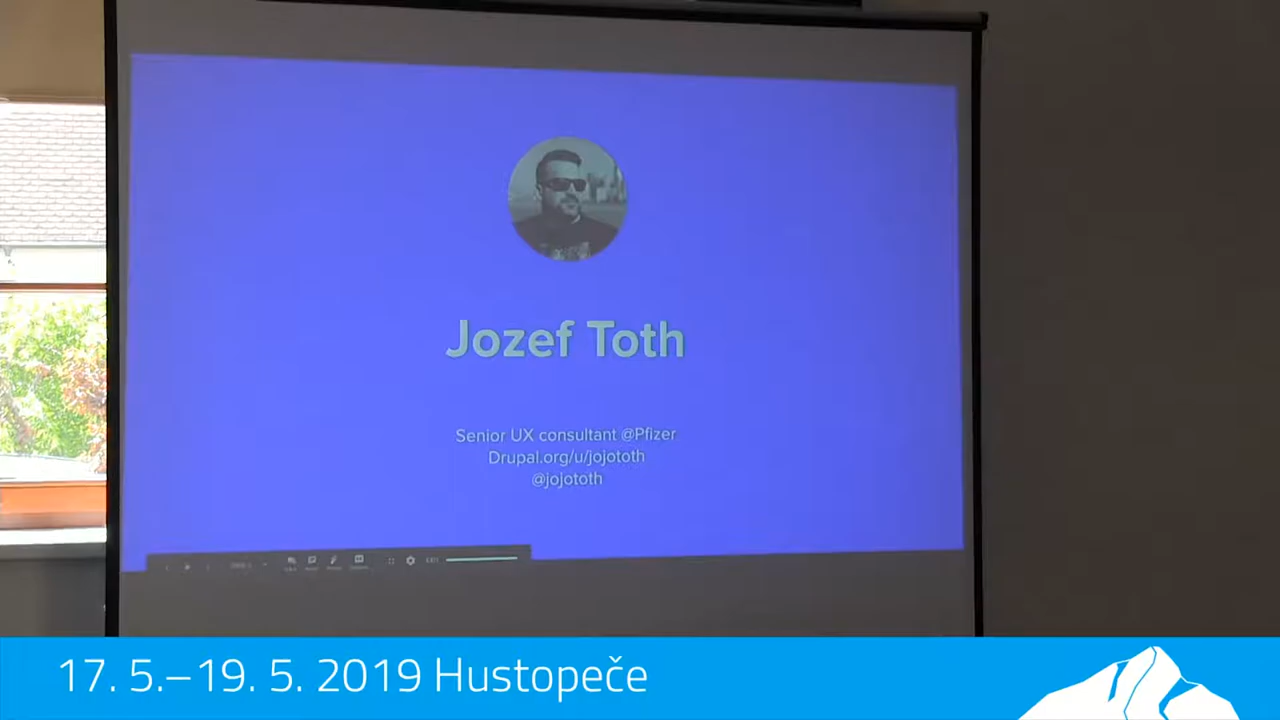 Jozef Toth
Senior UX consultant @Pfizer
Drupal.org/u/jojototh
@jojototh
17. 5.–19. 5. 2019 Hustopeče